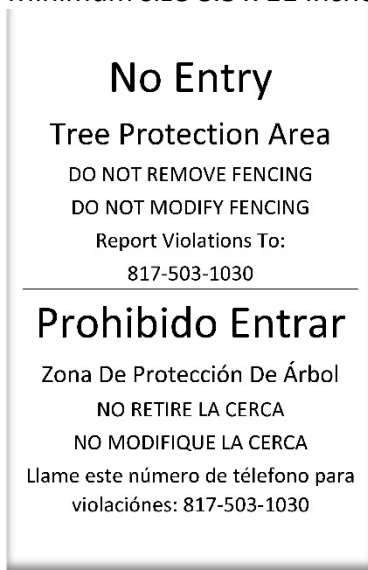 No Entry
Tree Protection Area
DO NOT REMOVE FENCING
DO NOT MODIFY FENCING
Report Violations To:
817-503-1030
Prohibido Entrar
Zona De Protección De Árbol
NO RETIRE LA CERCA
NO MODIFIQUE LA CERCA
Llame este número de télefono para
violaciónes: 817-503-1030